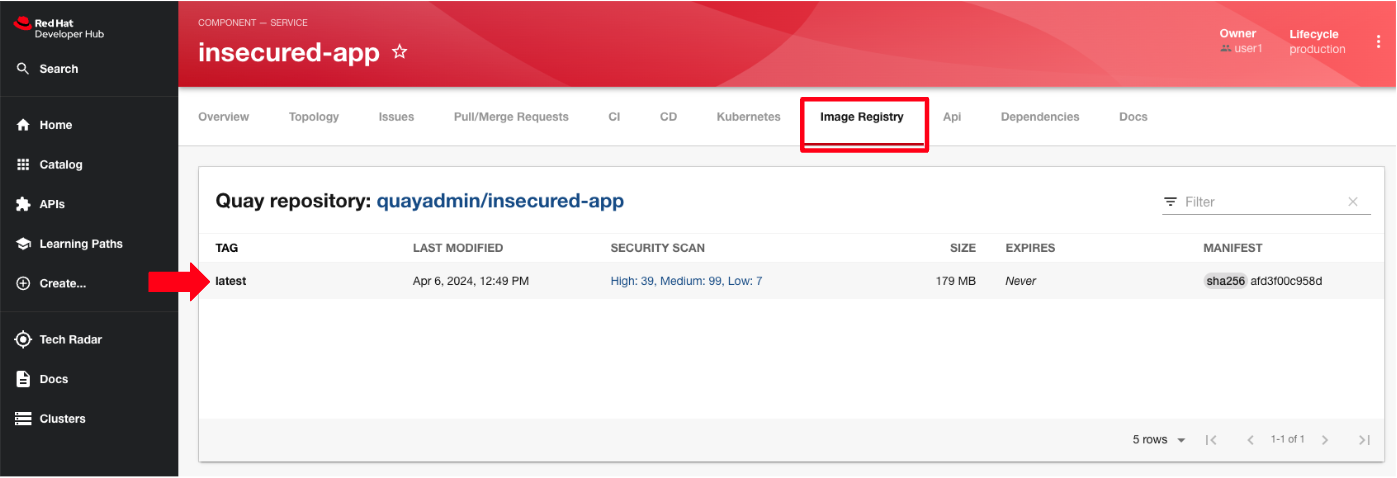 Red Hat
Developer Hub
Search
Home
Catalog
APIs
Learning Paths
Create...
Tech Radar
Docs
Clusters
COMPONENT — SERVICE
insecured-app
Owner
user1
Lifecycle
production
Overview Topology Issues Pull/Merge Requests CI CD Kubernetes Image Registry Api Dependencies Docs
Quay repository: quayadmin/insecured-app
Filter
TAG LAST MODIFIED SECURITY SCAN SIZE EXPIRES MANIFEST
latest Apr 6, 2024, 12:49 PM High: 39, Medium: 99, Low: 7 179 MB Never sha256 afd3f00c958d
5 rows 1-1 of 1